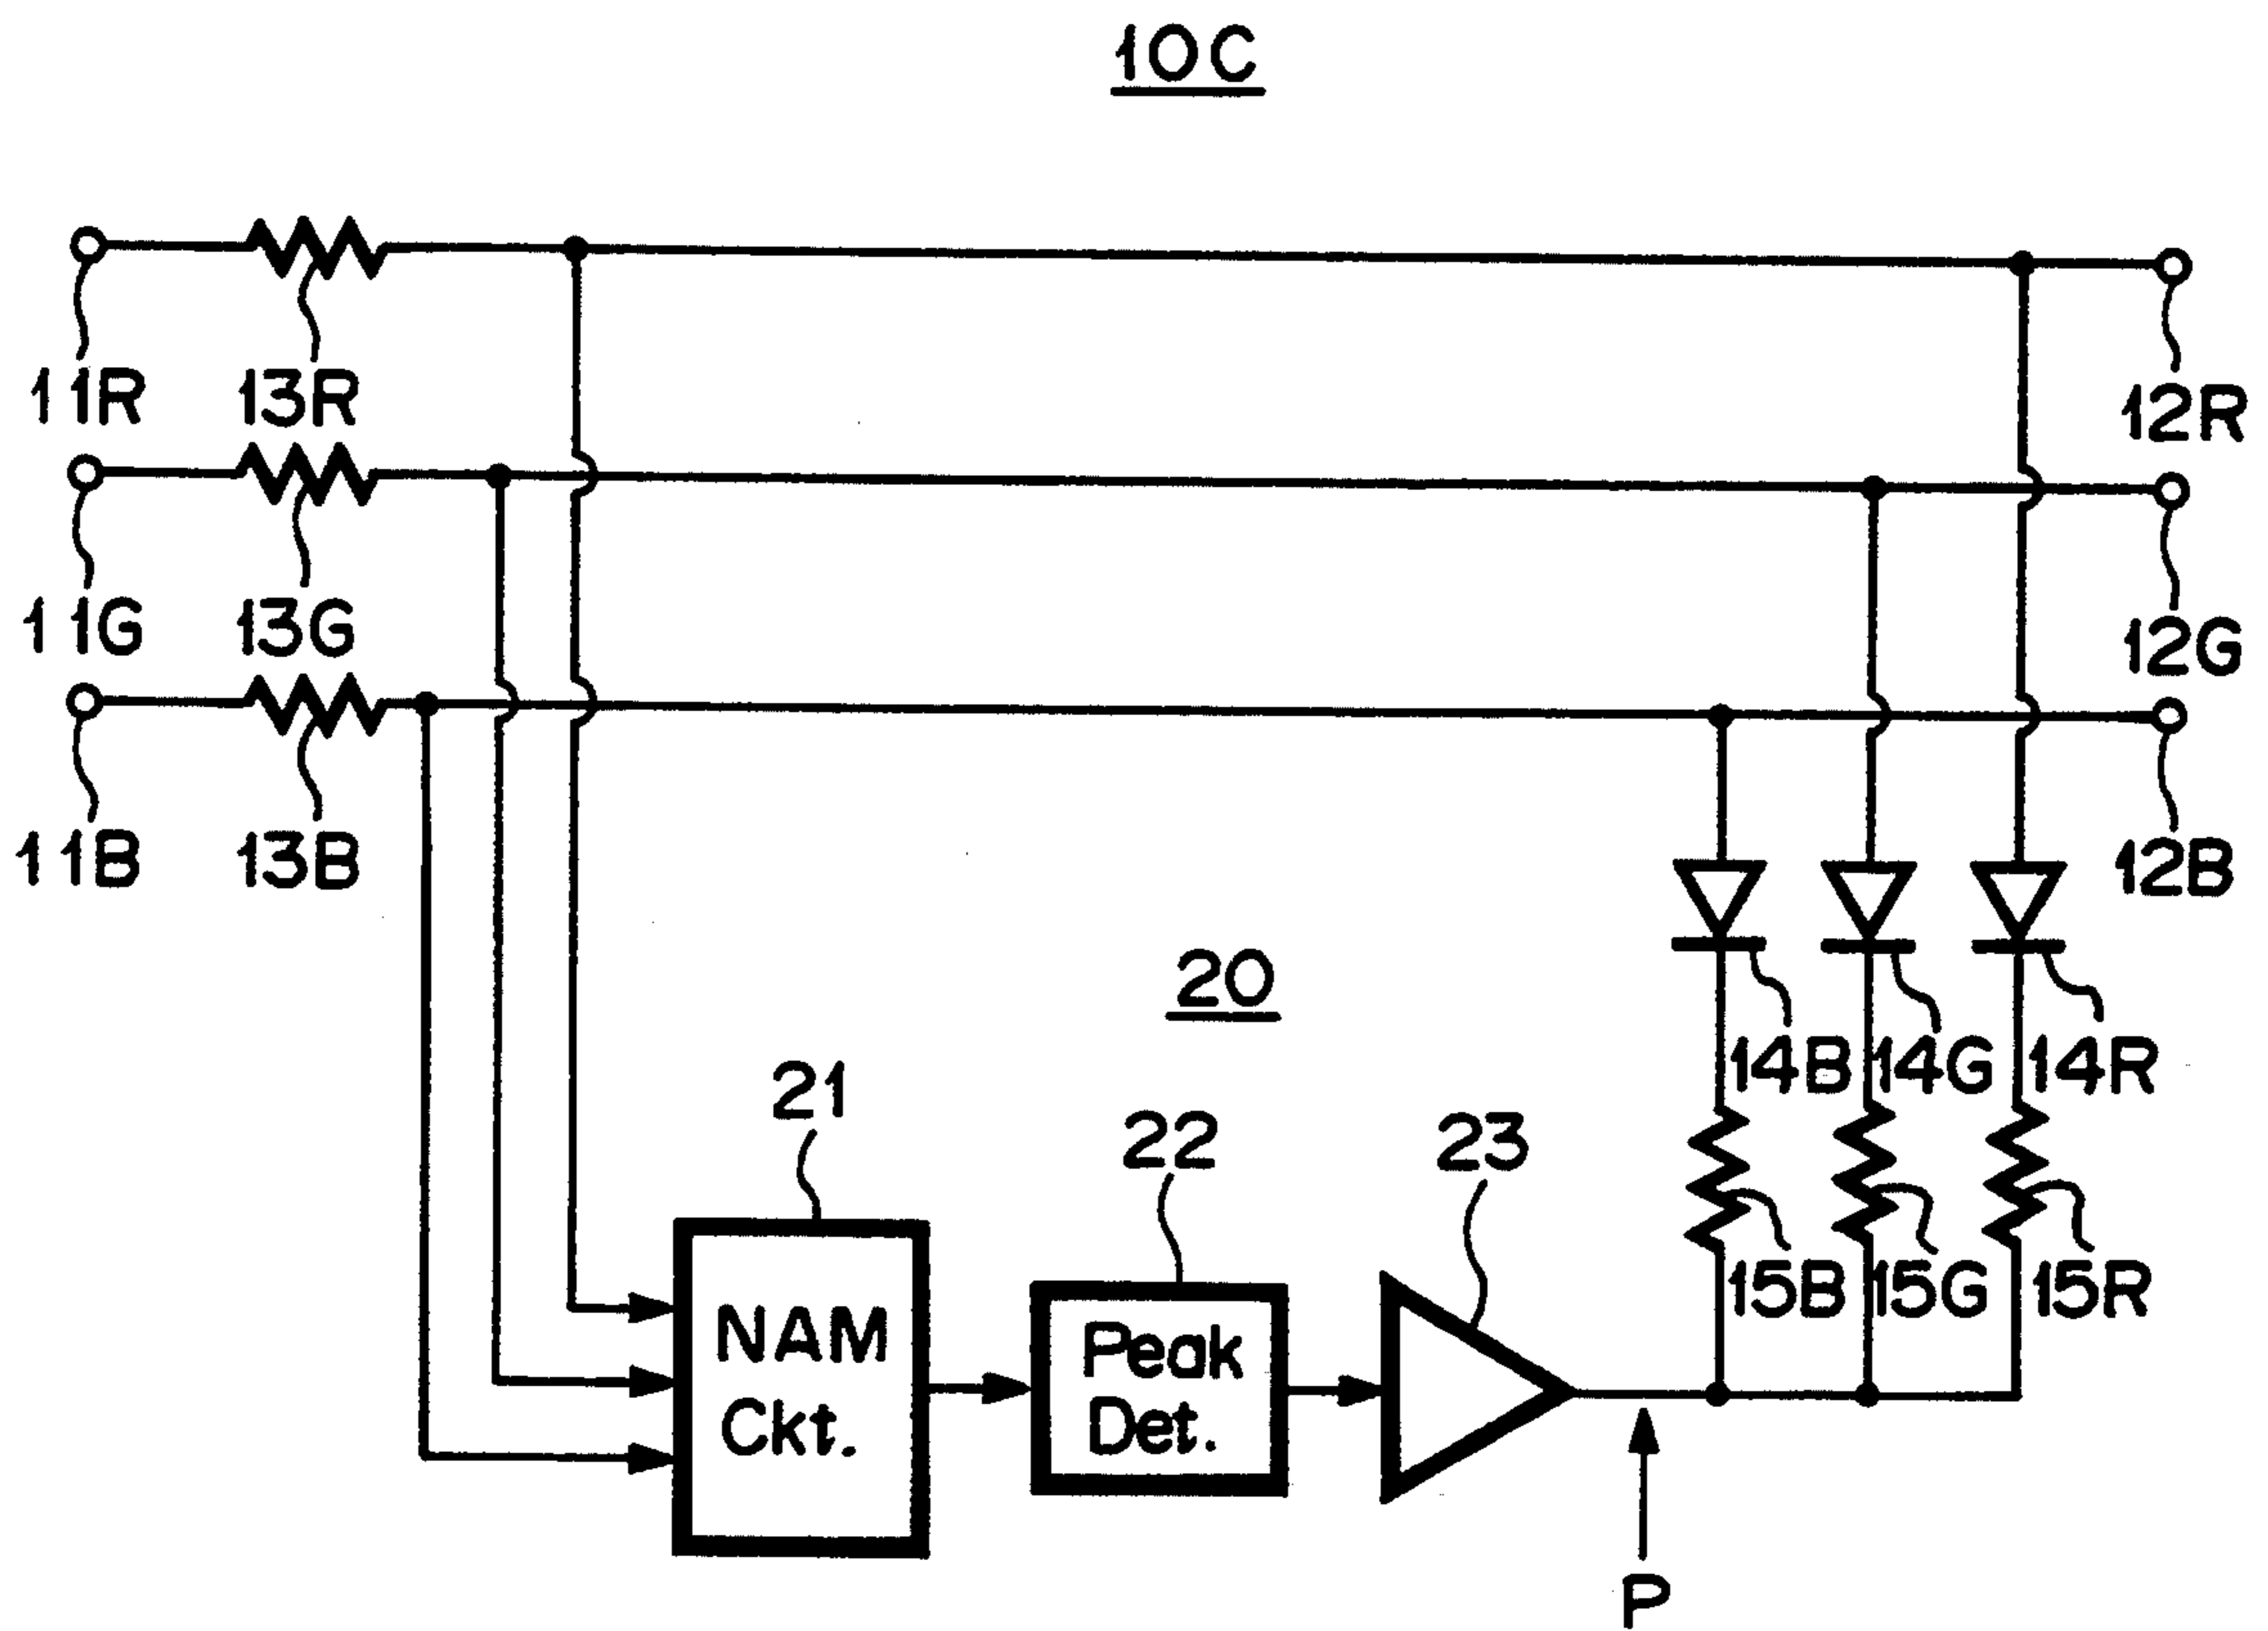 10C
11R 13R 12R
11G 13G 12G
11B 13B 12B
20
14B 14G 14R
21 22 23
15B 15G 15R
NAM
Ckt.
Peak
Det.
P